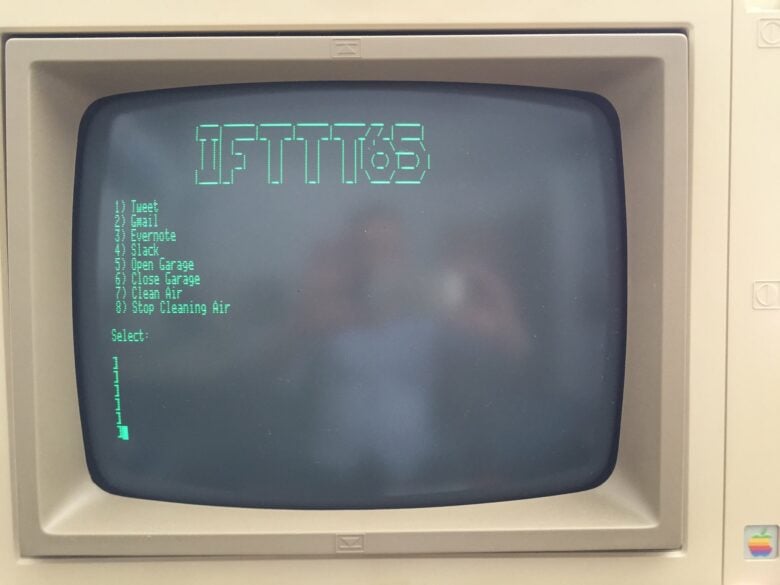 IFTTT65
1) Tweet
2) Gmail
3) Evernote
4) Slack
5) Open Garage
6) Close Garage
7) Clean Air
8) Stop Cleaning Air
Select: